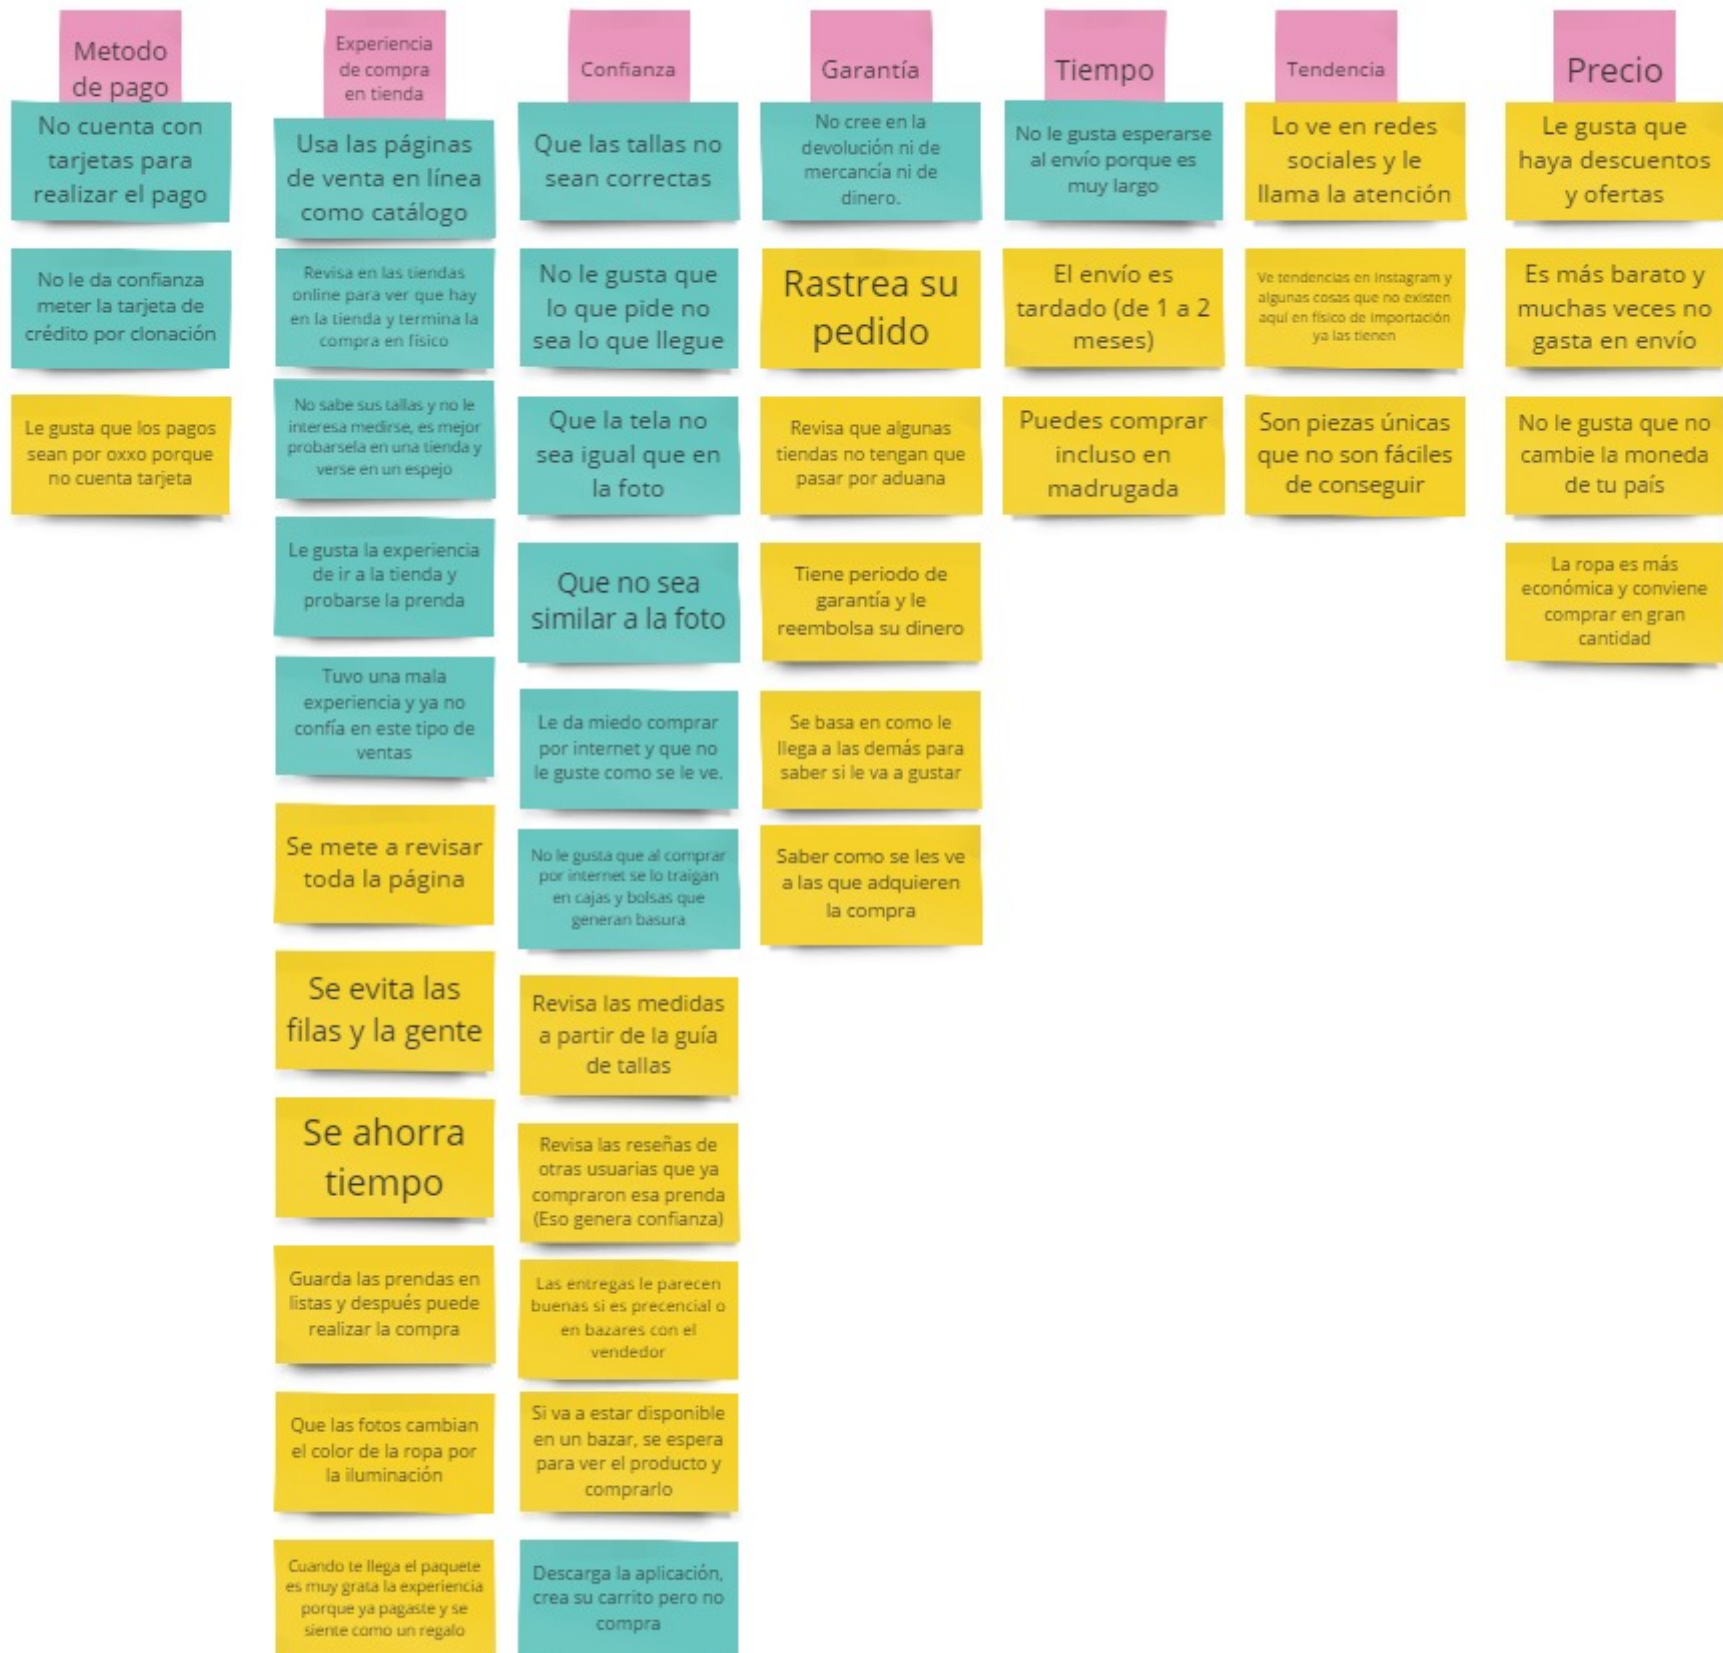 Metodo
de pago
No cuenta con
tarjetas para
realizar el pago
No le da confianza
meter la tarjeta de
crédito por clonación
Le gusta que los pagos
sean por oxxo porque
no cuenta tarjeta
Experiencia
de compra
en tienda
Usa las páginas
de venta en línea
como catálogo
Revisa en las tiendas
online para ver que hay
en la tienda y termina la
compra en físico
No sabe sus tallas y no le
interesa medirse, es mejor
probarsela en una tienda y
verse en un espejo
Le gusta la experiencia
de ir a la tienda y
probarse la prenda
Tuvo una mala
experiencia y ya no
confía en este tipo de
ventas
Se mete a revisar
toda la página
Se evita las
filas y la gente
Se ahorra
tiempo
Guarda las prendas en
listas y después puede
realizar la compra
Que las fotos cambian
el color de la ropa por
la iluminación
Cuando te llega el paquete
es muy grata la experiencia
porque ya pagaste y se
siente como un regalo
Confianza
Que las tallas no
sean correctas
No le gusta que
lo que pide no
sea lo que llegue
Que la tela no
sea igual que en
la foto
Que no sea
similar a la foto
Le da miedo comprar
por internet y que no
le guste como se le ve.
No le gusta que al comprar
por internet se lo traigan
en cajas y bolsas que
generan basura
Revisa las medidas
a partir de la guía
de tallas
Revisa las reseñas de
otras usuarias que ya
compraron esa prenda
(Eso genera confianza)
Las entregas le parecen
buenas si es precencial o
en bazares con el
vendedor
Si va a estar disponible
en un bazar, se espera
para ver el producto y
comprarlo
Descarga la aplicación,
crea su carrito pero no
compra
Garantía
No cree en la
devolución ni de
mercancía ni de
dinero.
Rastrea su
pedido
Revisa que algunas
tiendas no tengan que
pasar por aduana
Tiene periodo de
garantía y le
reembolsa su dinero
Se basa en como le
llega a las demás para
saber si le va a gustar
Saber como se les ve
a las que adquieren
la compra
Tiempo
No le gusta esperarse
al envío porque es
muy largo
El envío es
tardado (de 1 a 2
meses)
Puedes comprar
incluso en
madrugada
Tendencia
Lo ve en redes
sociales y le
llama la atención
Ve tendencias en instagram y
algunas cosas que no existen
aquí en físico de importación
ya las tienen
Son piezas únicas
que no son fáciles
de conseguir
Precio
Le gusta que
haya descuentos
y ofertas
Es más barato y
muchas veces no
gasta en envío
No le gusta que no
cambie la moneda
de tu país
La ropa es más
económica y conviene
comprar en gran
cantidad